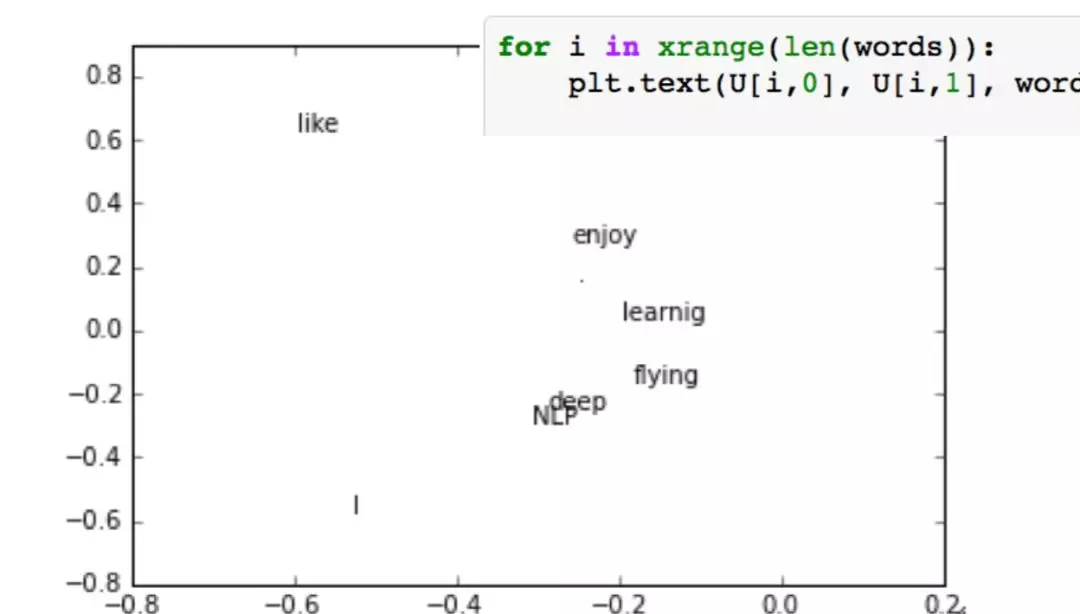 for i in xrange(len(words)):
plt.text(U[i,0], U[i,1], word
0.8
like
0.6
0.4
enjoy
0.2
.
learnig
0.0
flying
−0.2
deep
NLP
−0.4
I
−0.6
−0.8
−0.8 −0.6 −0.4 −0.2 0.0 0.2